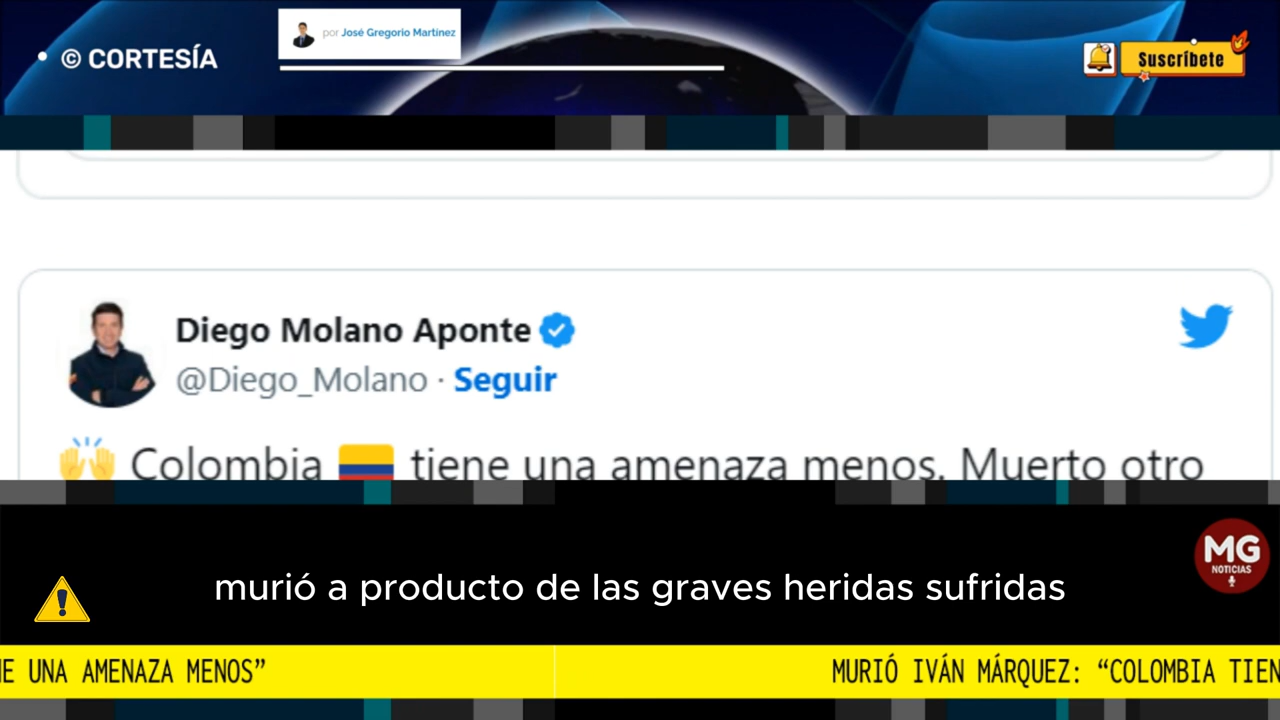 © CORTESÍA
por José Gregorio Martínez
Suscríbete
Diego Molano Aponte
@Diego_Molano · Seguir
🙌 Colombia 🇨🇴 tiene una amenaza menos. Muerto otro
MG
NOTICIAS
murió a producto de las graves heridas sufridas
NE UNA AMENAZA MENOS” MURIÓ IVÁN MÁRQUEZ: “COLOMBIA TIEN